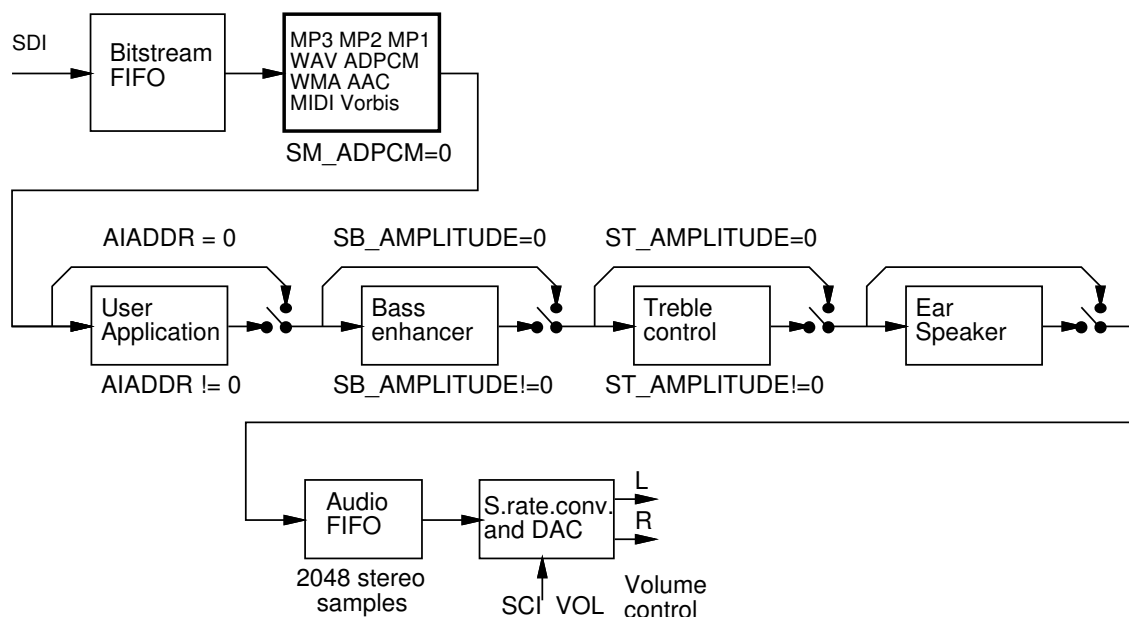 SDI
Bitstream
FIFO
MP3 MP2 MP1
WAV ADPCM
WMA AAC
MIDI Vorbis
SM_ADPCM=0
AIADDR = 0
SB_AMPLITUDE=0
ST_AMPLITUDE=0
User
Application
Bass
enhancer
Treble
control
Ear
Speaker
AIADDR != 0
SB_AMPLITUDE!=0
ST_AMPLITUDE!=0
Audio
FIFO
S.rate.conv.
and DAC
L
R
2048 stereo
samples
SCI VOL
Volume
control